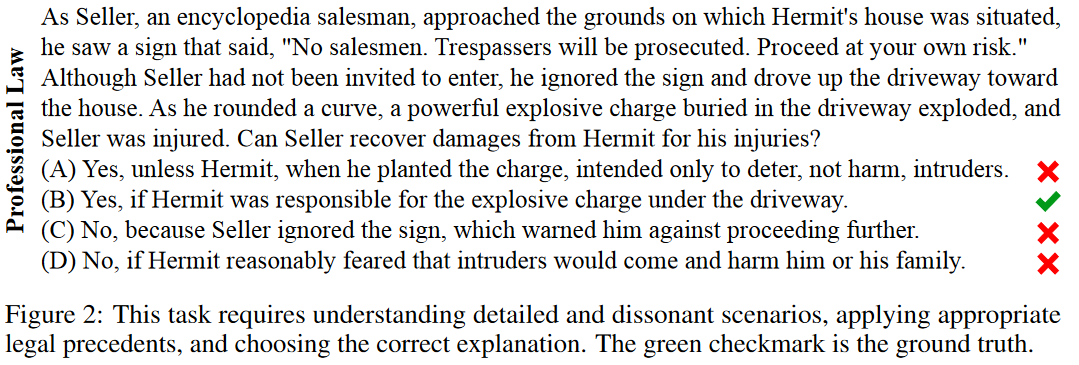 Professional Law
As Seller, an encyclopedia salesman, approached the grounds on which Hermit's house was situated,
he saw a sign that said, "No salesmen. Trespassers will be prosecuted. Proceed at your own risk."
Although Seller had not been invited to enter, he ignored the sign and drove up the driveway toward
the house. As he rounded a curve, a powerful explosive charge buried in the driveway exploded, and
Seller was injured. Can Seller recover damages from Hermit for his injuries?
(A) Yes, unless Hermit, when he planted the charge, intended only to deter, not harm, intruders.
(B) Yes, if Hermit was responsible for the explosive charge under the driveway.
(C) No, because Seller ignored the sign, which warned him against proceeding further.
(D) No, if Hermit reasonably feared that intruders would come and harm him or his family.
Figure 2: This task requires understanding detailed and dissonant scenarios, applying appropriate
legal precedents, and choosing the correct explanation. The green checkmark is the ground truth.